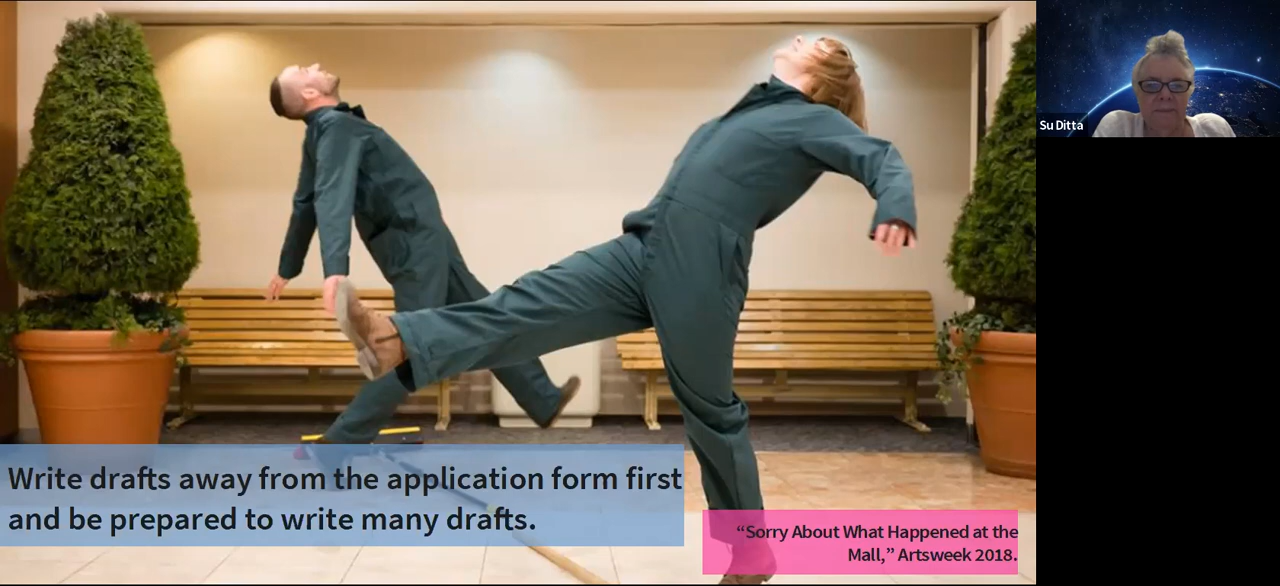 Su Ditta
Write drafts away from the application form first
and be prepared to write many drafts.
“Sorry About What Happened at the
Mall,” Artsweek 2018.